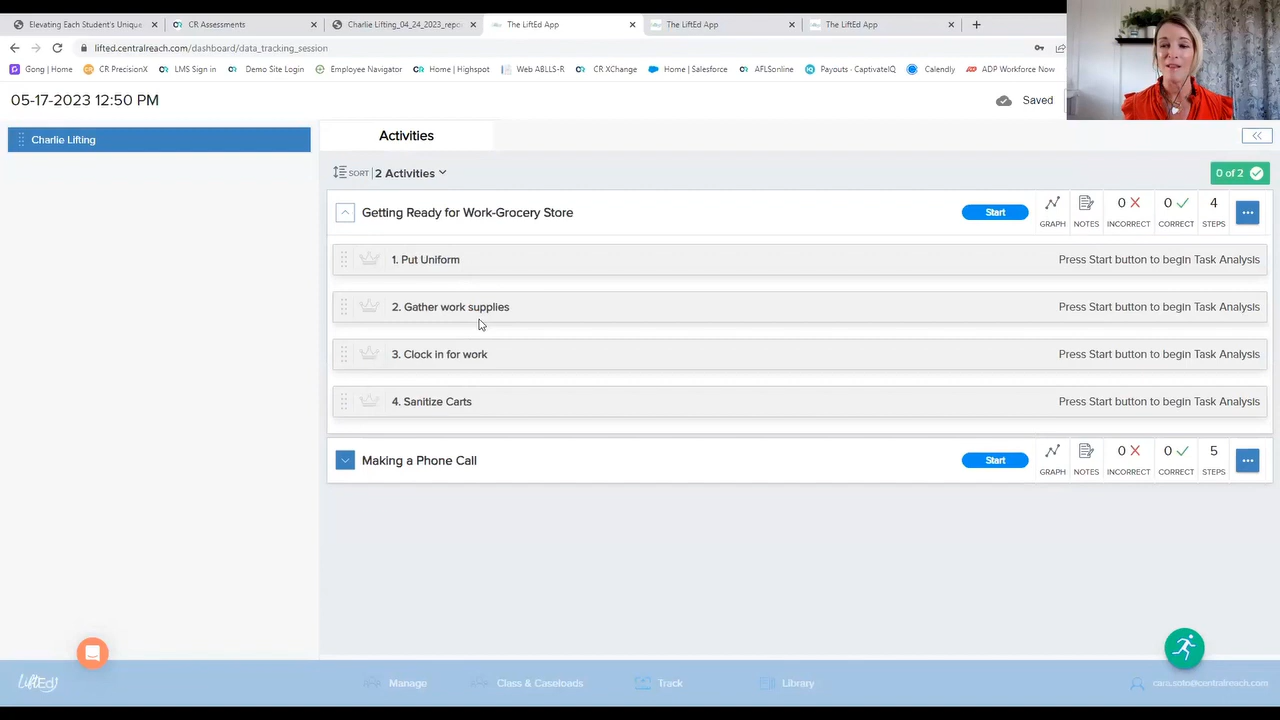 Elevating Each Student's Unique
CR Assessments
Charlie Lifting_04_24_2023_repo
The LiftEd App
The LiftEd App
The LiftEd App
lifted.centralreach.com/dashboard/data_tracking_session
Gong | Home
CR PrecisionX
LMS Sign in
Demo Site Login
Employee Navigator
Home | Highspot
Web ABLLS-R
CR XChange
Home | Salesforce
AFLSonline
Payouts - CaptivateIQ
Calendly
ADP Workforce Now
05-17-2023 12:50 PM
Saved
Charlie Lifting
Activities
SORT | 2 Activities
0 of 2
Getting Ready for Work-Grocery Store
Start
GRAPH
NOTES
0
INCORRECT
0
CORRECT
4
STEPS
1. Put Uniform
Press Start button to begin Task Analysis
2. Gather work supplies
Press Start button to begin Task Analysis
3. Clock in for work
Press Start button to begin Task Analysis
4. Sanitize Carts
Press Start button to begin Task Analysis
Making a Phone Call
Start
GRAPH
NOTES
0
INCORRECT
0
CORRECT
5
STEPS
LiftEd
Manage
Class & Caseloads
Track
Library
cara.soto@centralreach.com